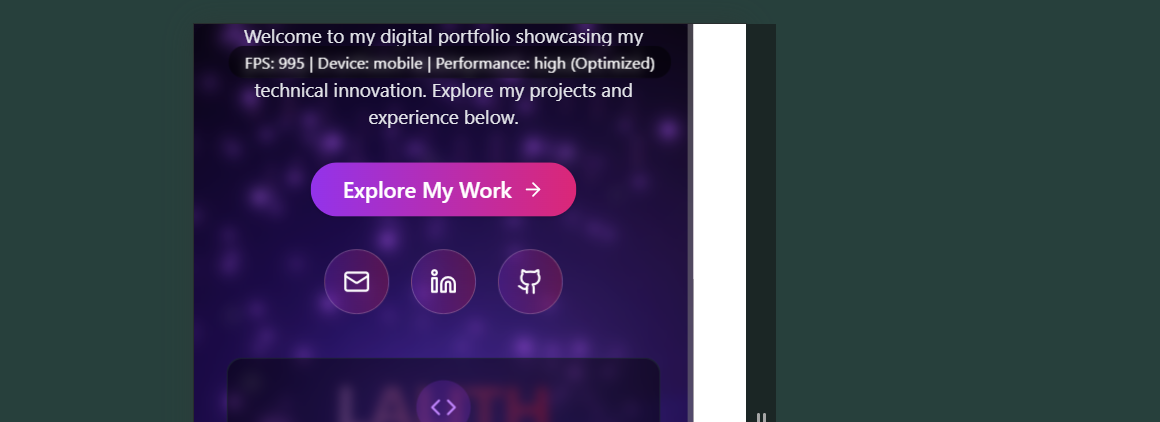 Welcome to my digital portfolio showcasing my
FPS: 995 | Device: mobile | Performance: high (Optimized)
technical innovation. Explore my projects and
experience below.
Explore My Work